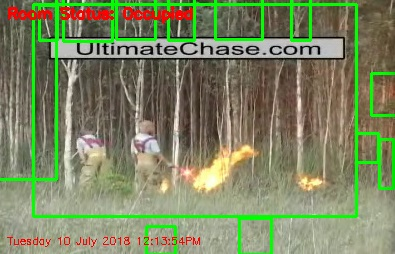 Room Status: Occupied
UltimateChase.com
Tuesday 10 July 2018 12:13:54PM